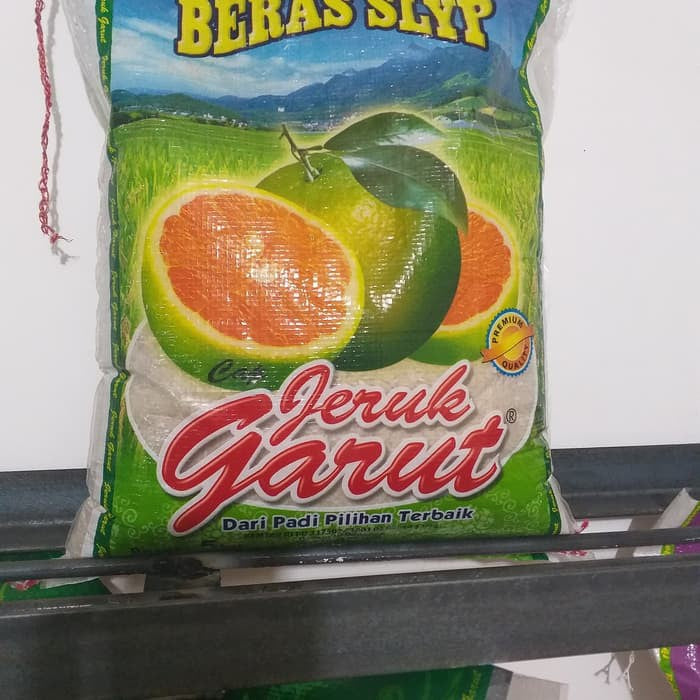 BERAS SLYP
PREMIUM
QUALITY
Cap
Jeruk
Garut®
Dari Padi Pilihan Terbaik